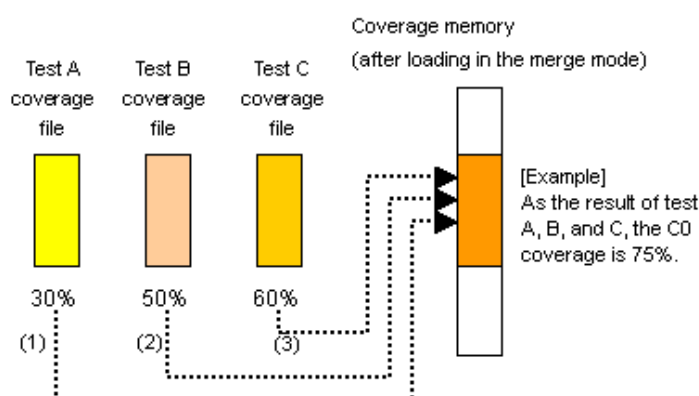 Coverage memory
(after loading in the merge mode)
Test A
coverage
file
Test B
coverage
file
Test C
coverage
file
[Example]
As the result of test
A, B, and C, the C0
coverage is 75%.
30%
50%
60%
(1)
(2)
(3)